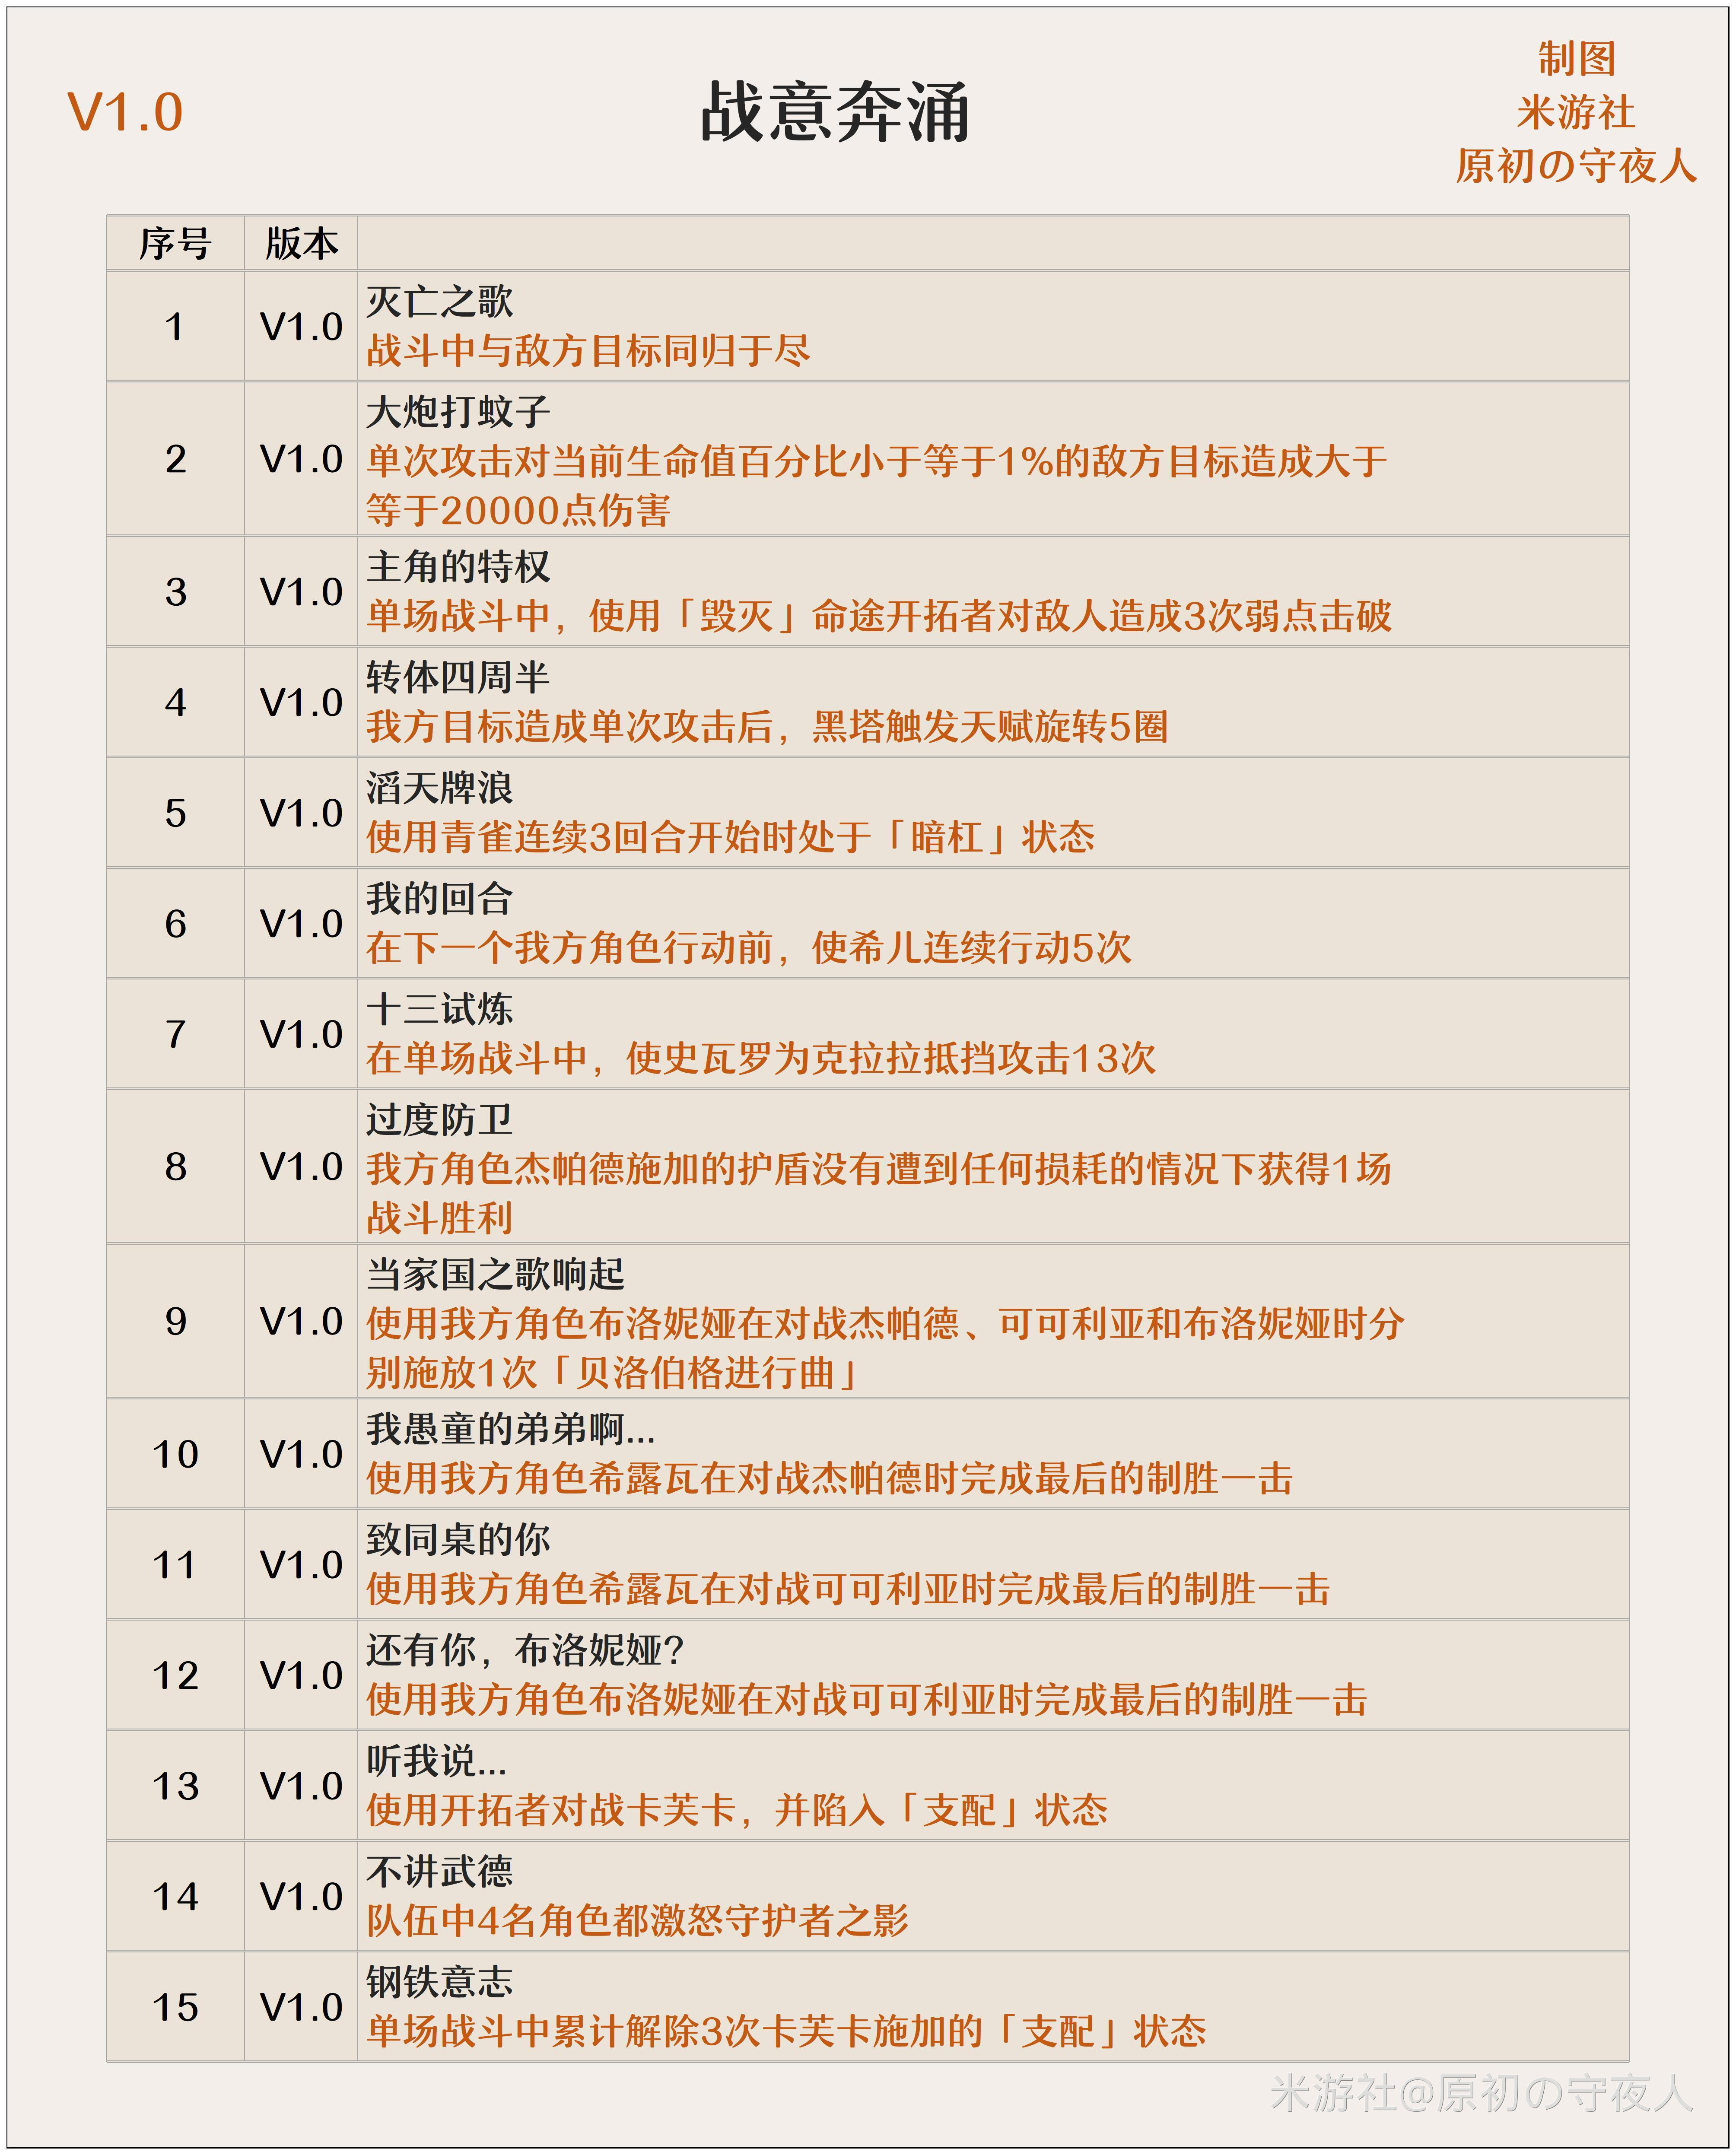 V1.0
战意奔涌
制图
米游社
原初の守夜人
序号 版本
1 V1.0 灭亡之歌
战斗中与敌方目标同归于尽
2 V1.0 大炮打蚊子
单次攻击对当前生命值百分比小于等于1%的敌方目标造成大于
等于20000点伤害
3 V1.0 主角的特权
单场战斗中，使用「毁灭」命途开拓者对敌人造成3次弱点击破
4 V1.0 转体四周半
我方目标造成单次攻击后，黑塔触发天赋旋转5圈
5 V1.0 滔天牌浪
使用青雀连续3回合开始时处于「暗杠」状态
6 V1.0 我的回合
在下一个我方角色行动前，使希儿连续行动5次
7 V1.0 十三试炼
在单场战斗中，使史瓦罗为克拉拉抵挡攻击13次
8 V1.0 过度防卫
我方角色杰帕德施加的护盾没有遭到任何损耗的情况下获得1场
战斗胜利
9 V1.0 当家国之歌响起
使用我方角色布洛妮娅在对战杰帕德、可可利亚和布洛妮娅时分
别施放1次「贝洛伯格进行曲」
10 V1.0 我愚童的弟弟啊...
使用我方角色希露瓦在对战杰帕德时完成最后的制胜一击
11 V1.0 致同桌的你
使用我方角色希露瓦在对战可可利亚时完成最后的制胜一击
12 V1.0 还有你，布洛妮娅?
使用我方角色布洛妮娅在对战可可利亚时完成最后的制胜一击
13 V1.0 听我说...
使用开拓者对战卡芙卡，并陷入「支配」状态
14 V1.0 不讲武德
队伍中4名角色都激怒守护者之影
15 V1.0 钢铁意志
单场战斗中累计解除3次卡芙卡施加的「支配」状态
米游社@原初の守夜人